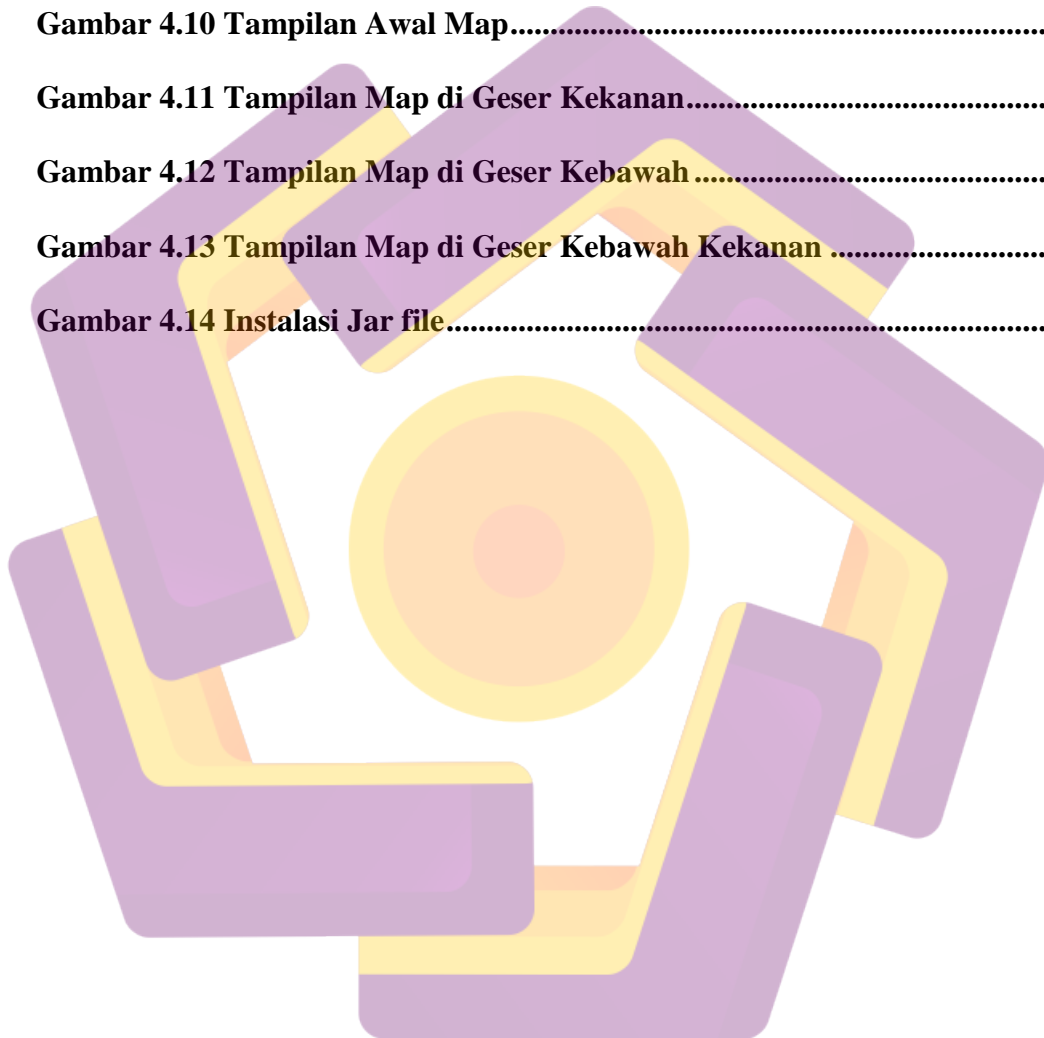 Gambar 4.10 Tampilan Awal Map.......................................................................
Gambar 4.11 Tampilan Map di Geser Kekanan................................................
Gambar 4.12 Tampilan Map di Geser Kebawah ...............................................
Gambar 4.13 Tampilan Map di Geser Kebawah Kekanan .............................
Gambar 4.14 Instalasi Jar file................................................................................